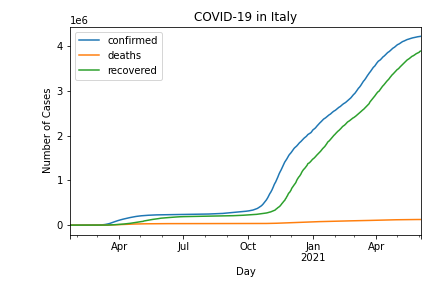 COVID-19 in Italy
1e6
confirmed
deaths
recovered
Number of Cases
4
3
2
1
0
Apr Jul Oct Jan Apr
2021
Day